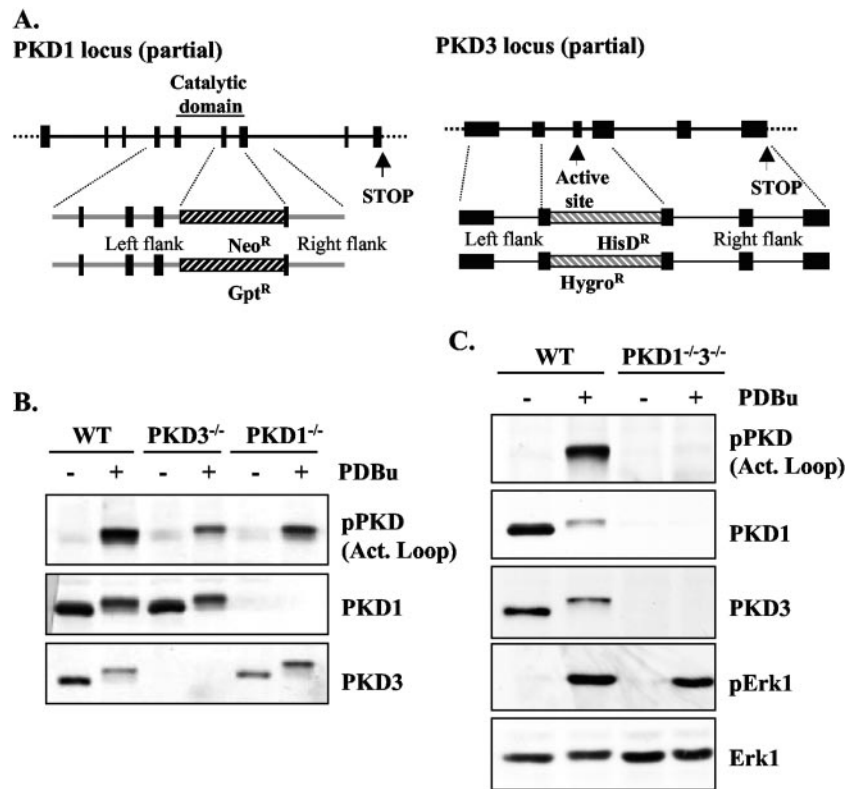 A.
PKD1 locus (partial)
Catalytic
domain
STOP
Left flank
Neo^R
Right flank
Gpt^R
PKD3 locus (partial)
Active
site
STOP
Left flank
HisD^R
Right flank
Hygro^R
B.
WT PKD3-/- PKD1-/-
- + - + - + PDBu
pPKD
(Act. Loop)
PKD1
PKD3
C.
WT PKD1-/-3-/-
- + - + PDBu
pPKD
(Act. Loop)
PKD1
PKD3
pErk1
Erk1